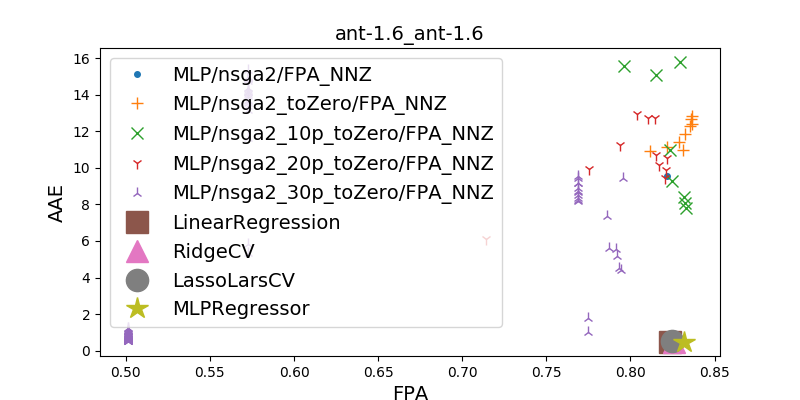 ant-1.6_ant-1.6
AAE
16
14
12
10
8
6
4
2
0
MLP/nsga2/FPA_NNZ
MLP/nsga2_toZero/FPA_NNZ
MLP/nsga2_10p_toZero/FPA_NNZ
MLP/nsga2_20p_toZero/FPA_NNZ
MLP/nsga2_30p_toZero/FPA_NNZ
LinearRegression
RidgeCV
LassoLarsCV
MLPRegressor
0.50 0.55 0.60 0.65 0.70 0.75 0.80 0.85
FPA